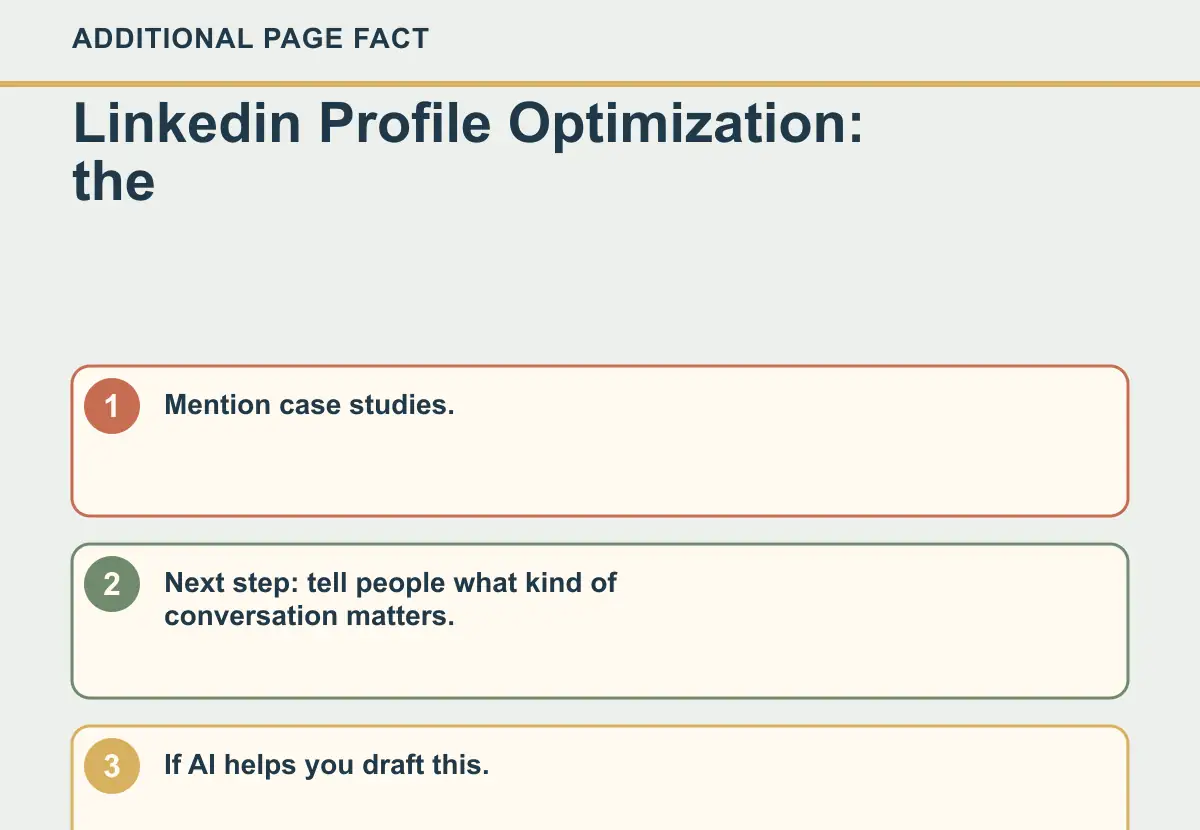 ADDITIONAL PAGE FACT
Linkedin Profile Optimization:
the
1 Mention case studies.
2 Next step: tell people what kind of
conversation matters.
3 If AI helps you draft this.